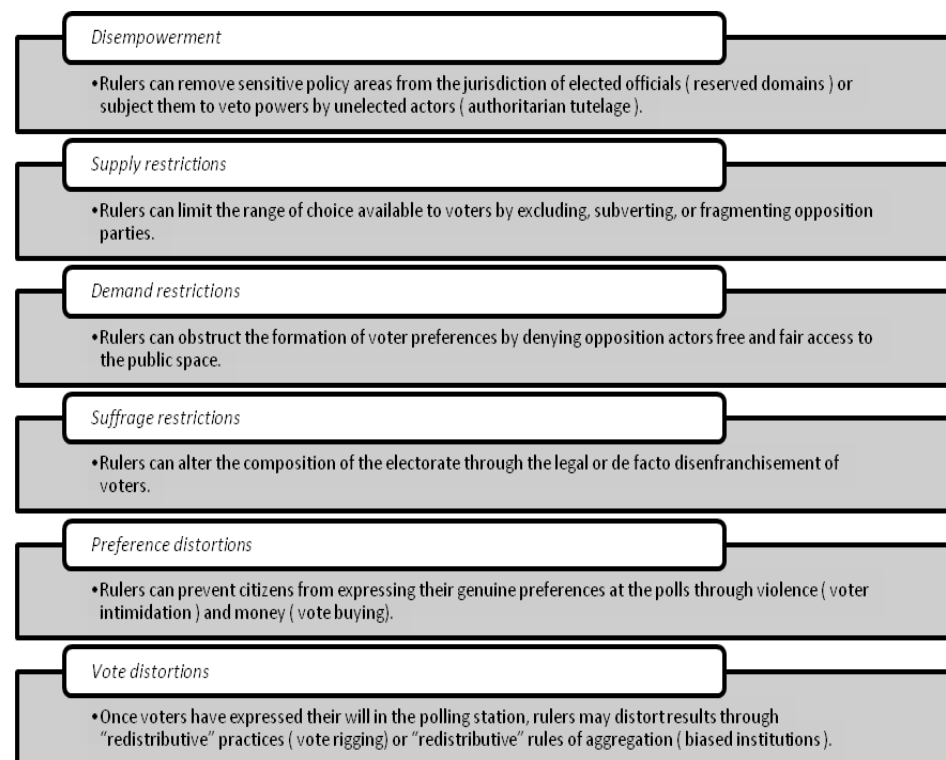 Disempowerment
•Rulers can remove sensitive policy areas from the jurisdiction of elected officials ( reserved domains ) or
subject them to veto powers by unelected actors ( authoritarian tutelage ).
Supply restrictions
•Rulers can limit the range of choice available to voters by excluding, subverting, or fragmenting opposition
parties.
Demand restrictions
•Rulers can obstruct the formation of voter preferences by denying opposition actors free and fair access to
the public space.
Suffrage restrictions
•Rulers can alter the composition of the electorate through the legal or de facto disenfranchisement of
voters.
Preference distortions
•Rulers can prevent citizens from expressing their genuine preferences at the polls through violence ( voter
intimidation ) and money ( vote buying).
Vote distortions
•Once voters have expressed their will in the polling station, rulers may distort results through
“redistributive” practices ( vote rigging) or “redistributive” rules of aggregation ( biased institutions ).